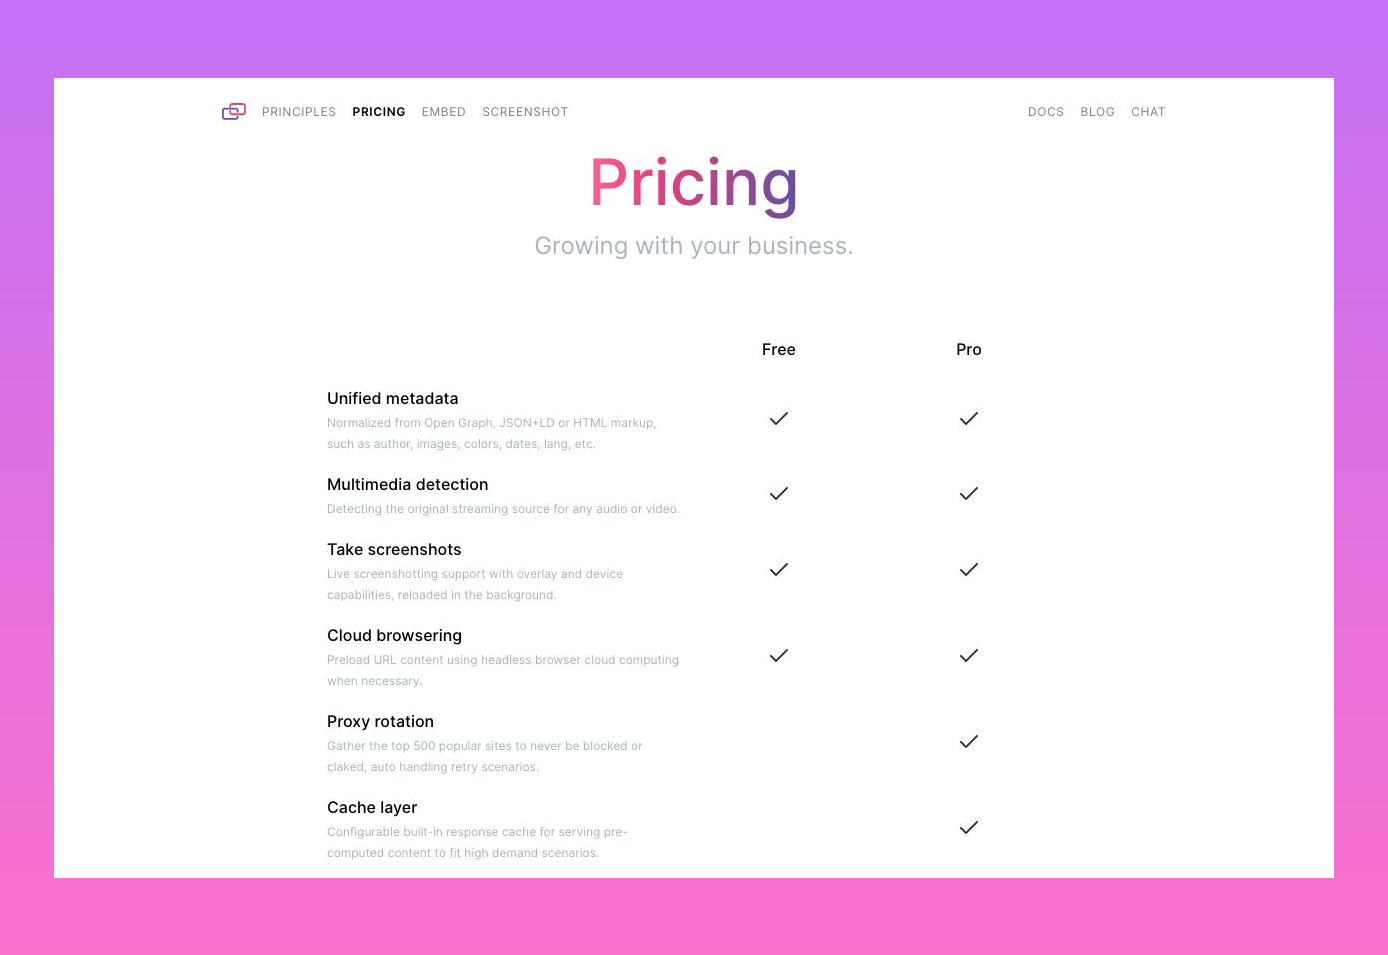 PRINCIPLES PRICING EMBED SCREENSHOT DOCS BLOG CHAT
Pricing
Growing with your business.
Free Pro
Unified metadata
Normalized from Open Graph, JSON+LD or HTML markup,
such as author, images, colors, dates, lang, etc.
Multimedia detection
Detecting the original streaming source for any audio or video.
Take screenshots
Live screenshotting support with overlay and device
capabilities, reloaded in the background.
Cloud browsering
Preload URL content using headless browser cloud computing
when necessary.
Proxy rotation
Gather the top 500 popular sites to never be blocked or
claked, auto handling retry scenarios.
Cache layer
Configurable built-in response cache for serving pre-
computed content to fit high demand scenarios.